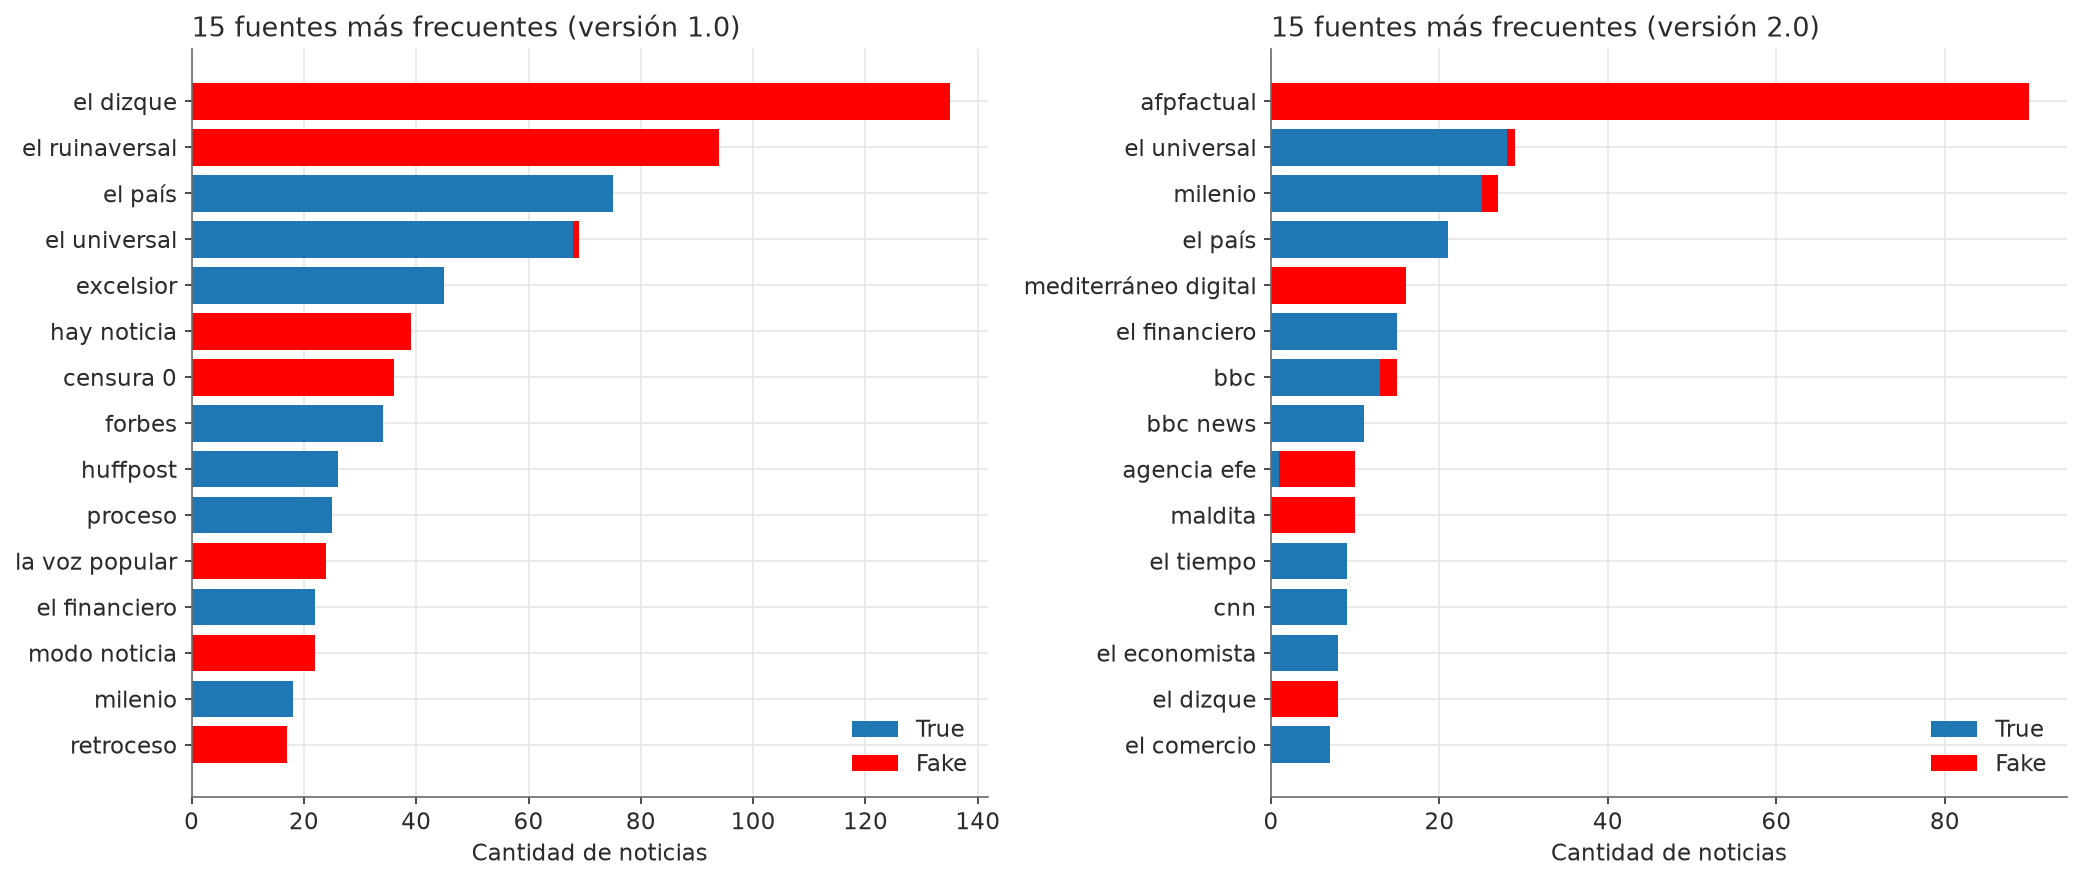 15 fuentes más frecuentes (versión 1.0)
el dizque
el ruinaversal
el país
el universal
excelsior
hay noticia
censura 0
forbes
huffpost
proceso
la voz popular
el financiero
modo noticia
milenio
retroceso
True
Fake
0 20 40 60 80 100 120 140
Cantidad de noticias
15 fuentes más frecuentes (versión 2.0)
afpfactual
el universal
milenio
el país
mediterráneo digital
el financiero
bbc
bbc news
agencia efe
maldita
el tiempo
cnn
el economista
el dizque
el comercio
True
Fake
0 20 40 60 80
Cantidad de noticias